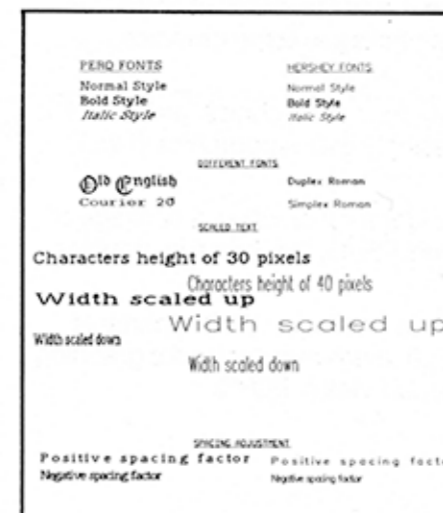 PERQ FONTS
Normal Style
Bold Style
Italic Style
HERSHEY FONTS
Normal Style
Bold Style
Italic Style
DIFFERENT FONTS
Old English
Courier 20
Duplex Roman
Simplex Roman
SCALED TEXT
Characters height of 30 pixels
Characters height of 40 pixels
Width scaled up
Width scaled up
Width scaled down
Width scaled down
SPACING ADJUSTMENT
Positive spacing factor
Negative spacing factor
Positive spacing facto
Negative spacing factor